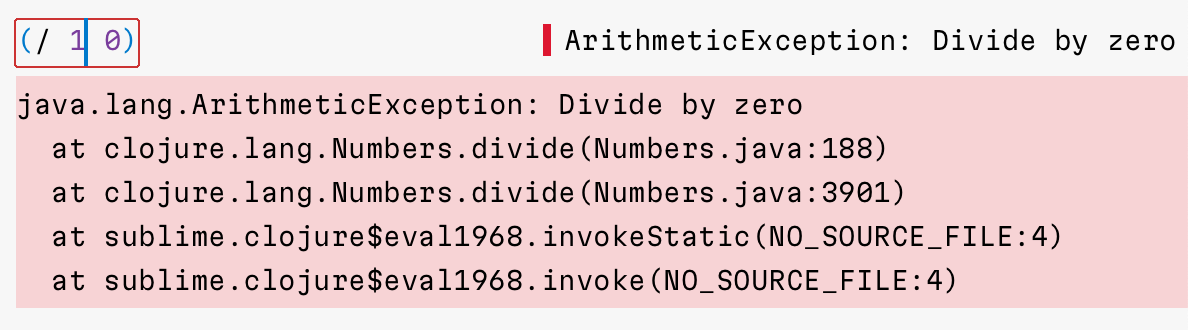 (/ 1 0)
ArithmeticException: Divide by zero
java.lang.ArithmeticException: Divide by zero
  at clojure.lang.Numbers.divide(Numbers.java:188)
  at clojure.lang.Numbers.divide(Numbers.java:3901)
  at sublime.clojure$eval1968.invokeStatic(NO_SOURCE_FILE:4)
  at sublime.clojure$eval1968.invoke(NO_SOURCE_FILE:4)